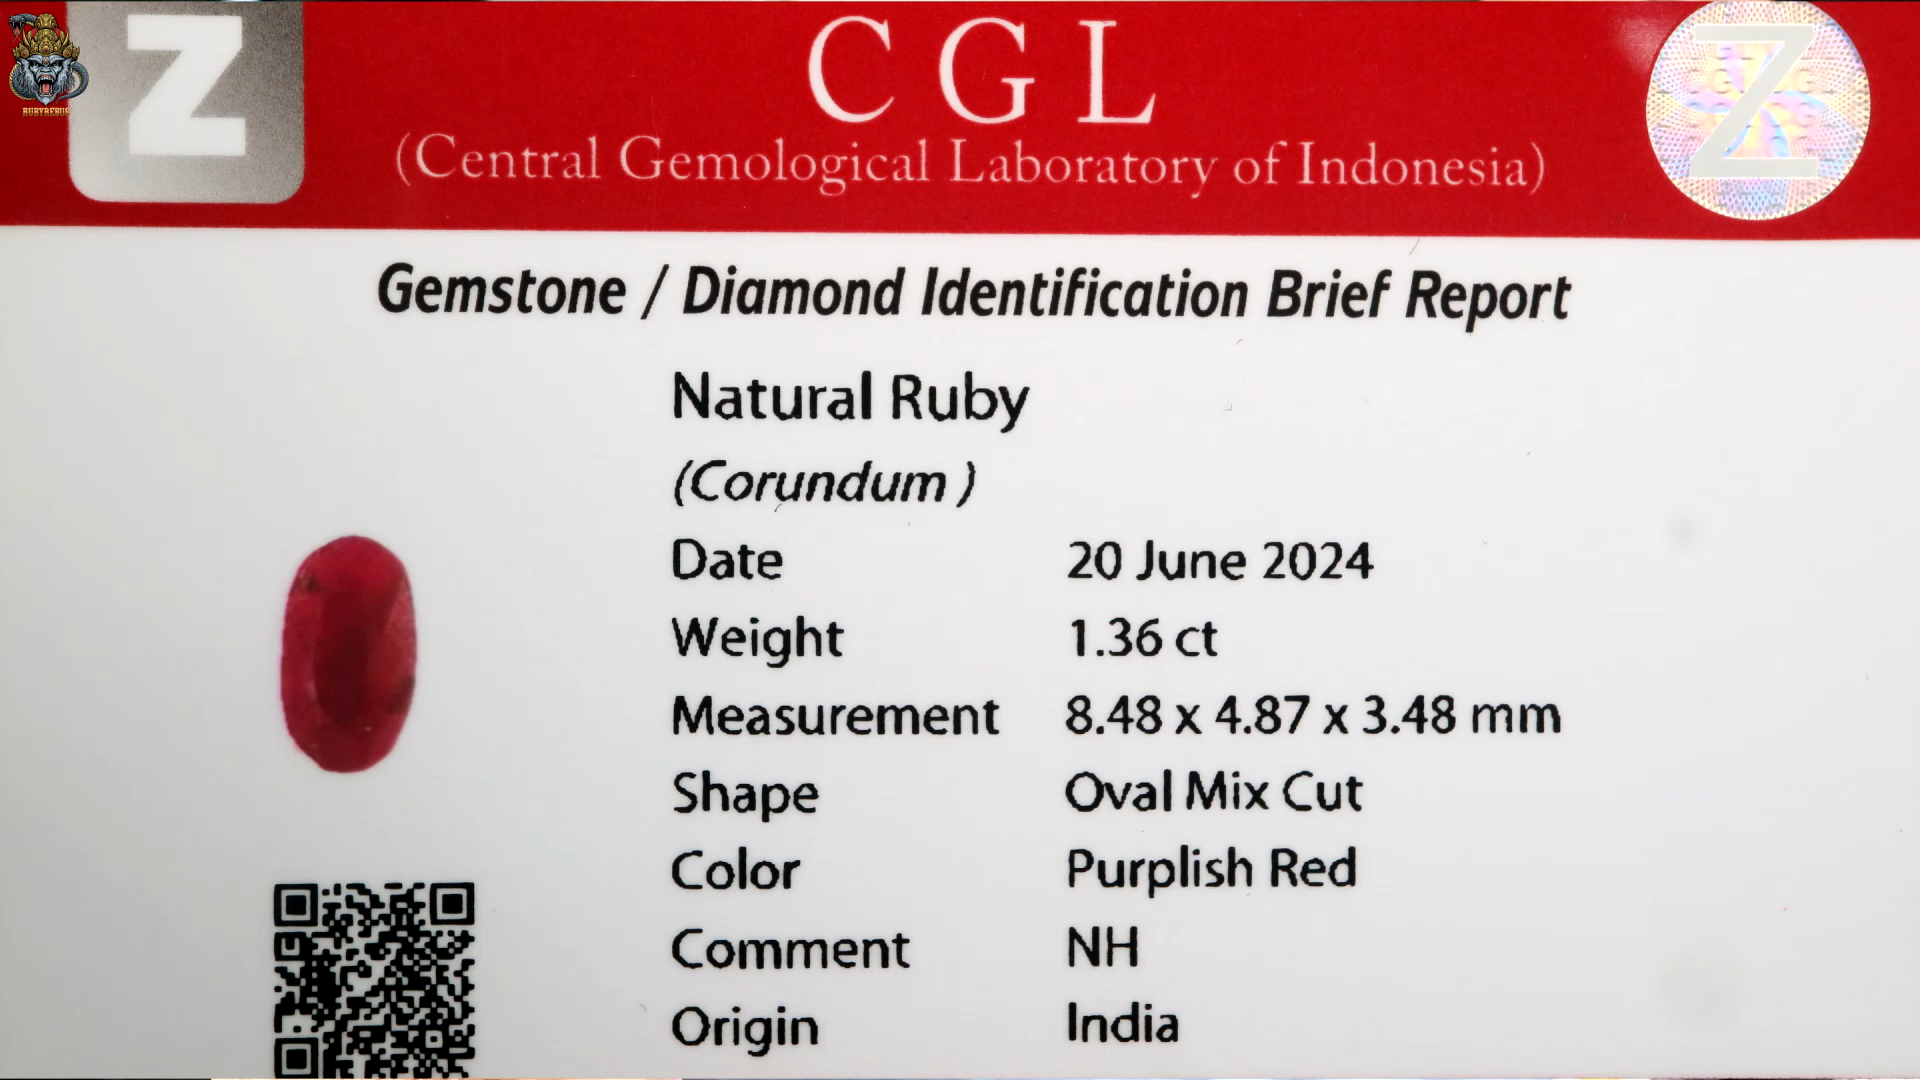 Z
C G L
Z
(Central Gemological Laboratory of Indonesia)
Gemstone / Diamond Identification Brief Report
Natural Ruby
(Corundum )
Date 20 June 2024
Weight 1.36 ct
Measurement 8.48 x 4.87 x 3.48 mm
Shape Oval Mix Cut
Color Purplish Red
Comment NH
Origin India